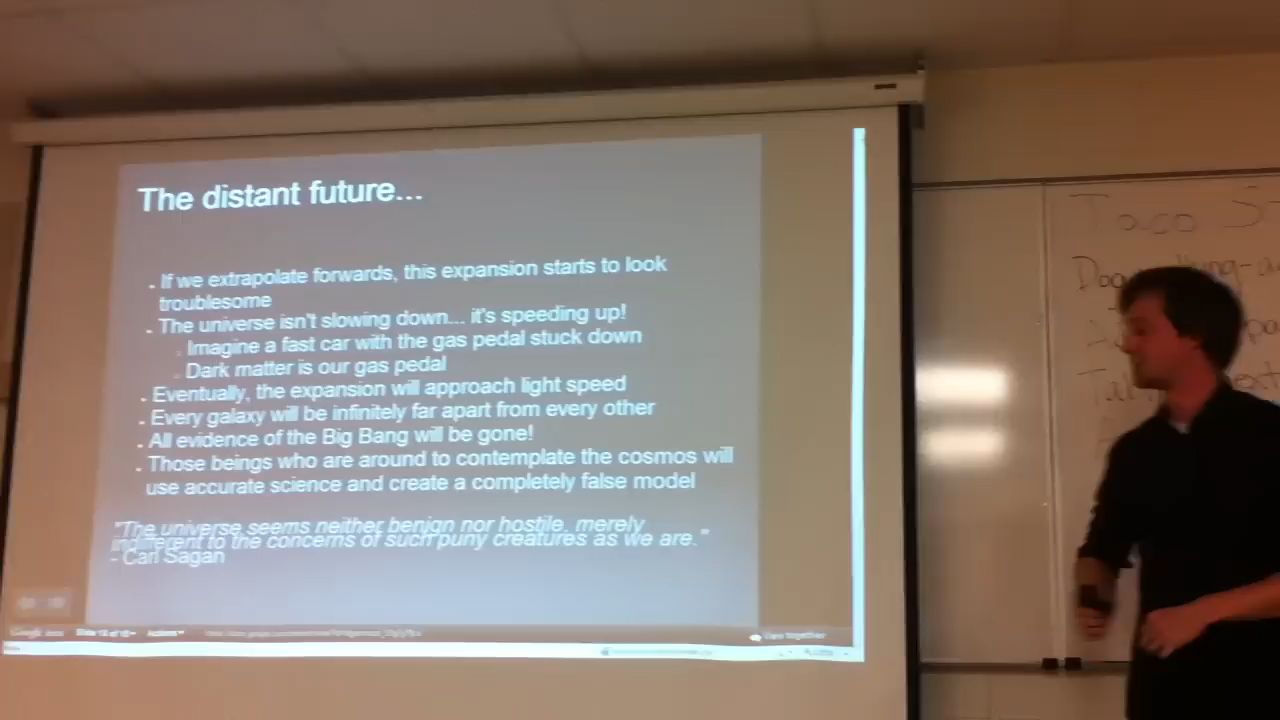 The distant future...
. If we extrapolate forwards, this expansion starts to look
troublesome
. The universe isn't slowing down... it's speeding up!
. Imagine a fast car with the gas pedal stuck down
. Dark matter is our gas pedal
. Eventually, the expansion will approach light speed
. Every galaxy will be infinitely far apart from every other
. All evidence of the Big Bang will be gone!
. Those beings who are around to contemplate the cosmos will
use accurate science and create a completely false model
"The universe seems neither benign nor hostile, merely
indifferent to the concerns of such puny creatures as we are."
- Carl Sagan
Taco
View together